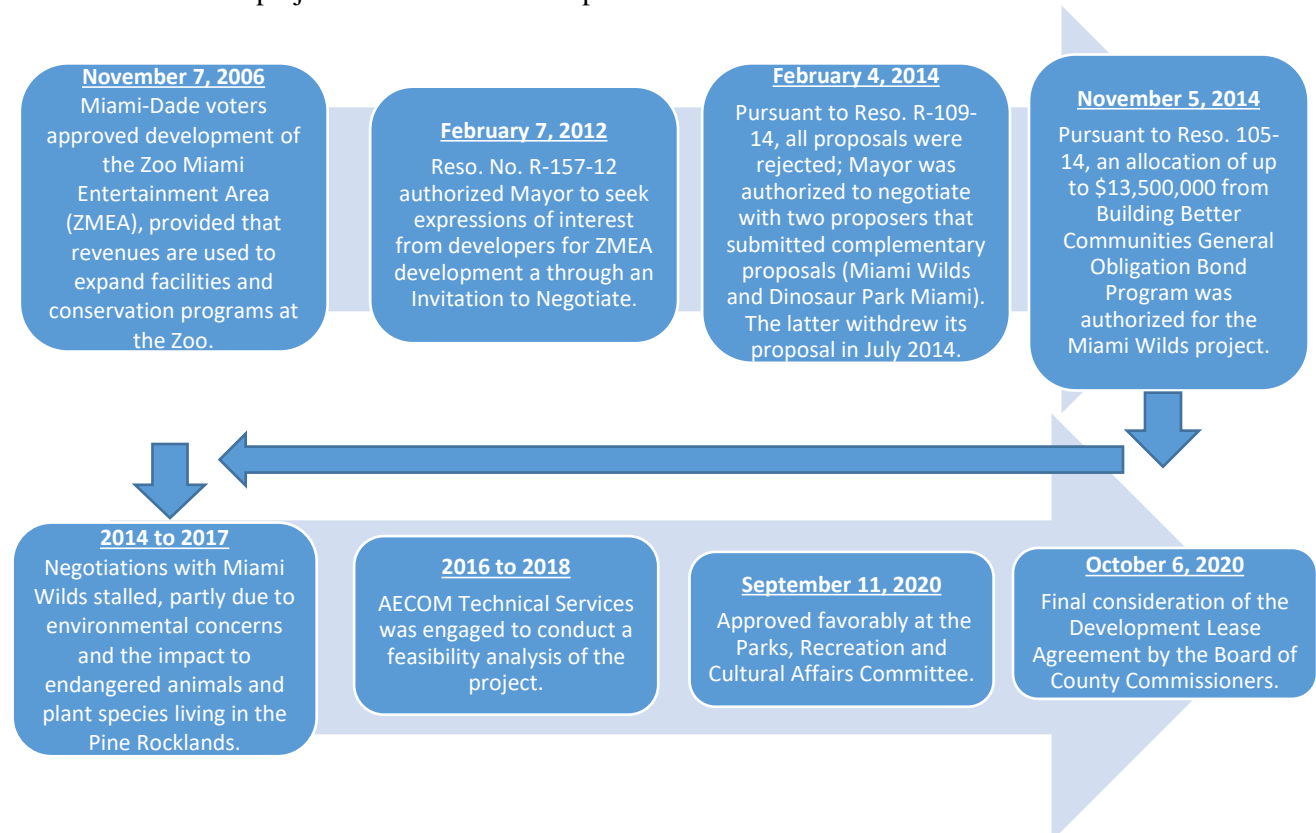 November 7, 2006
Miami-Dade voters
approved development of
the Zoo Miami
Entertainment Area
(ZMEA), provided that
revenues are used to
expand facilities and
conservation programs at
the Zoo.
February 7, 2012
Reso. No. R-157-12
authorized Mayor to seek
expressions of interest
from developers for ZMEA
development a through an
Invitation to Negotiate.
February 4, 2014
Pursuant to Reso. R-109-
14, all proposals were
rejected; Mayor was
authorized to negotiate
with two proposers that
submitted complementary
proposals (Miami Wilds
and Dinosaur Park Miami).
The latter withdrew its
proposal in July 2014.
November 5, 2014
Pursuant to Reso. 105-
14, an allocation of up
to $13,500,000 from
Building Better
Communities General
Obligation Bond
Program was
authorized for the
Miami Wilds project.
2014 to 2017
Negotiations with Miami
Wilds stalled, partly due to
environmental concerns
and the impact to
endangered animals and
plant species living in the
Pine Rocklands.
2016 to 2018
AECOM Technical Services
was engaged to conduct a
feasibility analysis of the
project.
September 11, 2020
Approved favorably at the
Parks, Recreation and
Cultural Affairs Committee.
October 6, 2020
Final consideration of the
Development Lease
Agreement by the Board of
County Commissioners.